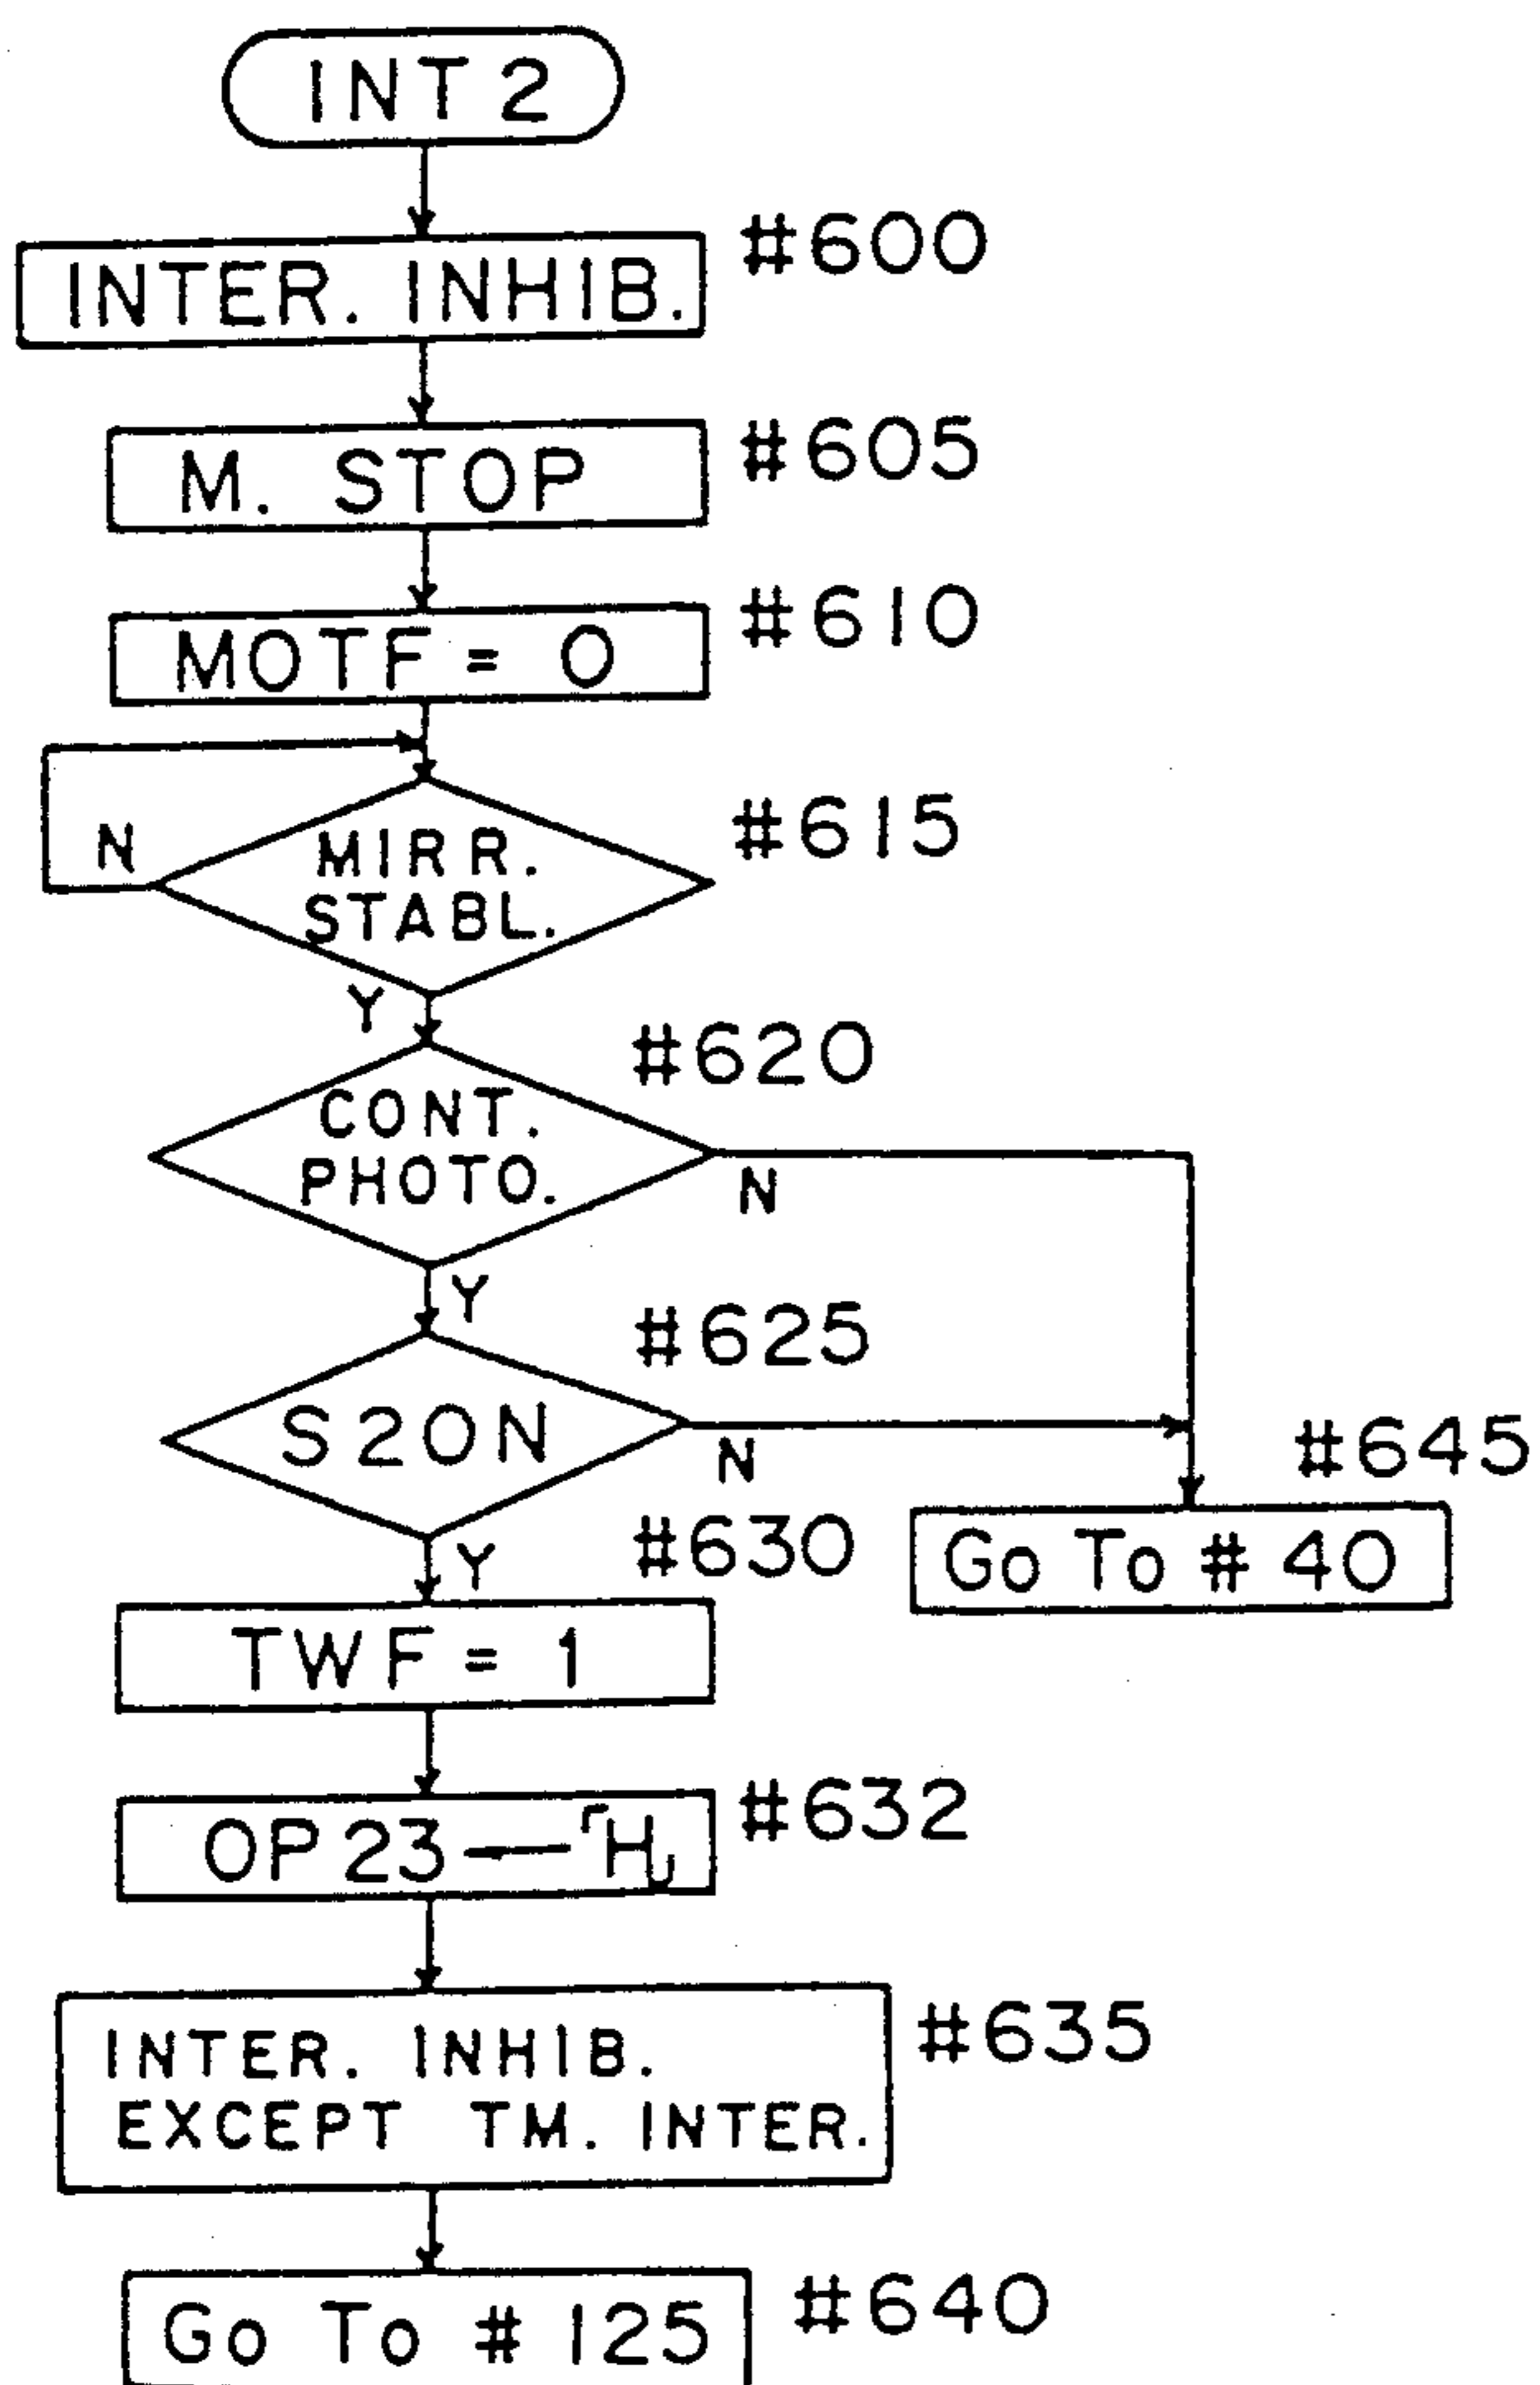 INT2
#600
INTER. INHIB.
#605
M. STOP
#610
MOTF = 0
#615
N
MIRR.
STABL.
Y
#620
CONT.
PHOTO.
N
Y
#625
S2ON
N
#645
Y
#630
Go To # 40
TWF = 1
#632
OP23—「H」
#635
INTER. INHIB.
EXCEPT TM. INTER.
#640
Go To # 125